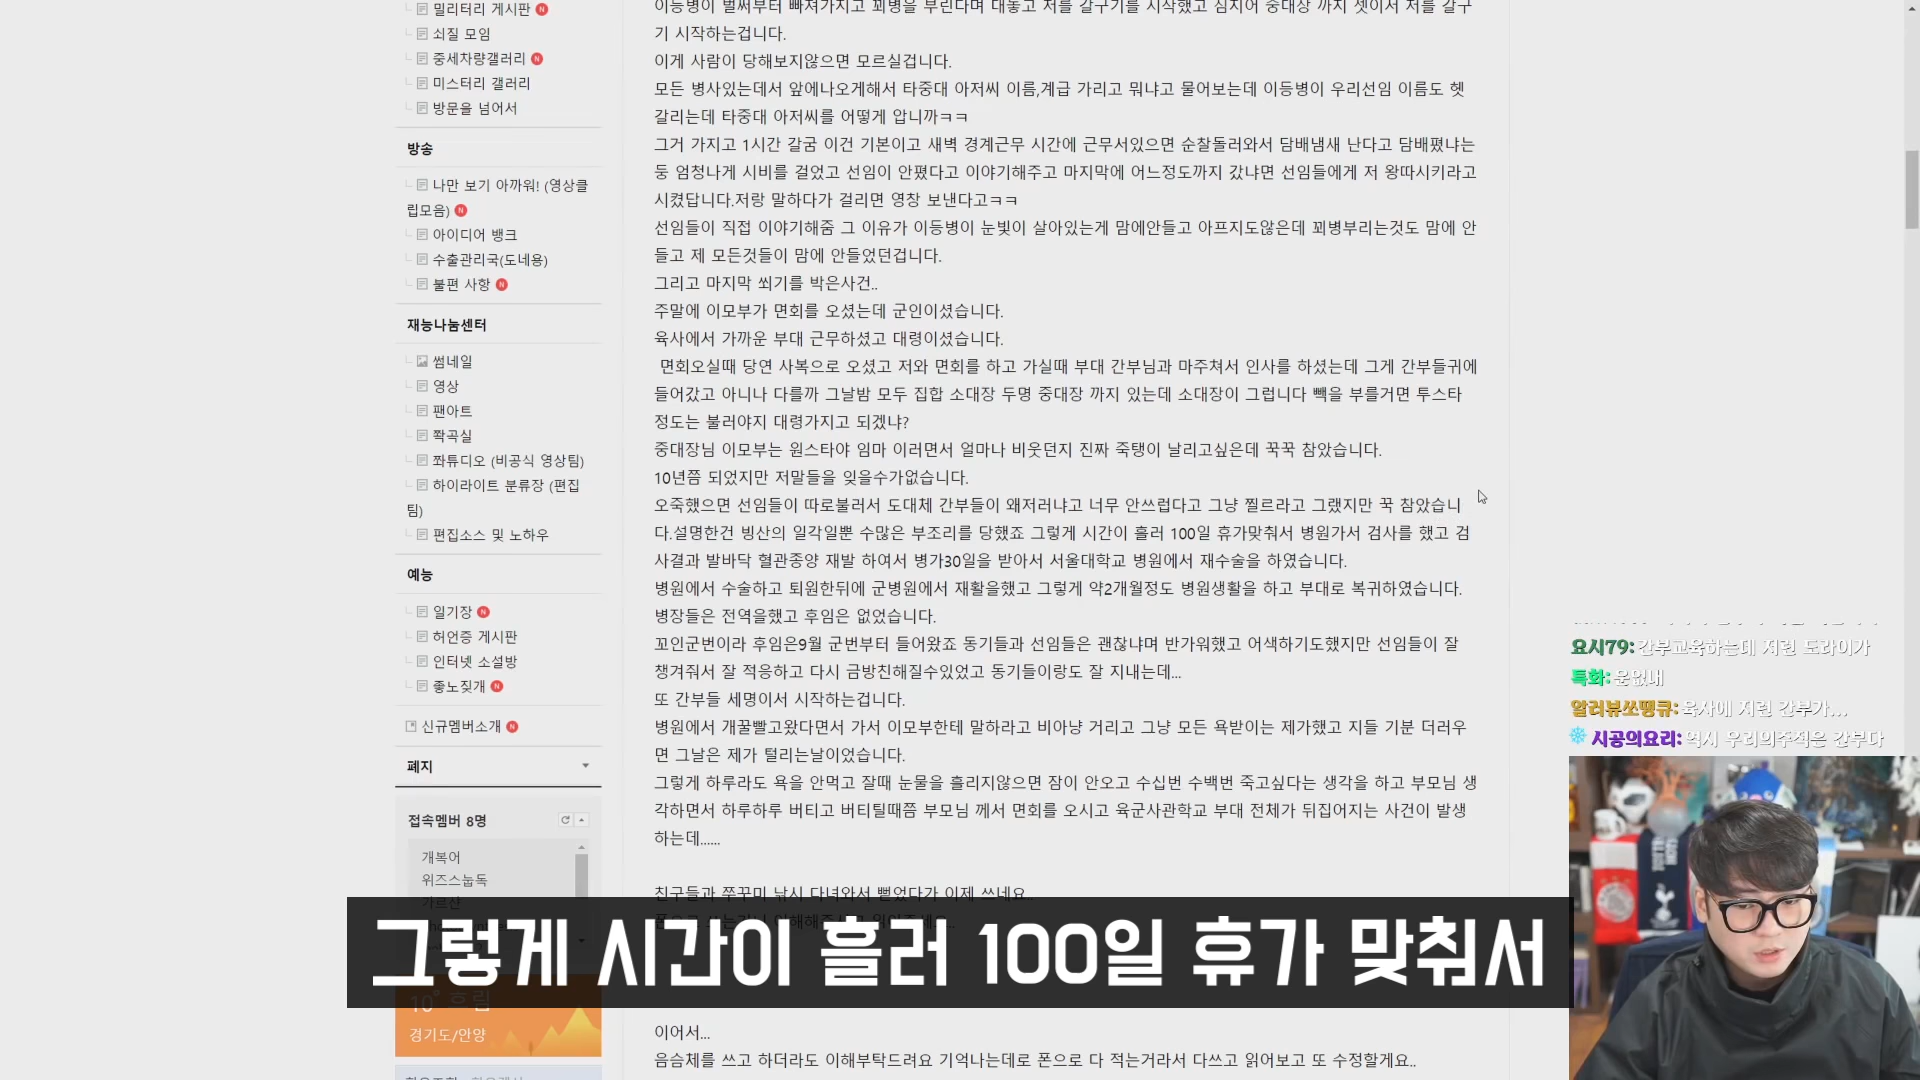 밀리터리 게시판 N
쇠질 모임
중세차량갤러리 N
미스터리 갤러리
방문을 넘어서
방송
나만 보기 아까워! (영상클
립모음) N
아이디어 뱅크
수출관리국(도네용)
불편 사항 N
재능나눔센터
썸네일
영상
팬아트
쫙곡실
쫘튜디오 (비공식 영상팀)
하이라이트 분류장 (편집
팀)
편집소스 및 노하우
예능
일기장 N
허언증 게시판
인터넷 소설방
좋노짖개 N
신규멤버소개 N
폐지
접속멤버 8명
개복어
위즈스눕독
가르산
10° 흐림
경기도/안양
이등병이 벌써부터 빠져가지고 꾀병을 부린다며 대놓고 저를 갈구기를 시작했고 심지어 중대장 까지 셋이서 저를 갈구
기 시작하는겁니다.
이게 사람이 당해보지않으면 모르실겁니다.
모든 병사있는데서 앞에나오게해서 타중대 아저씨 이름,계급 가리고 뭐냐고 물어보는데 이등병이 우리선임 이름도 헷
갈리는데 타중대 아저씨를 어떻게 압니까ㅋㅋ
그거 가지고 1시간 갈굼 이건 기본이고 새벽 경계근무 시간에 근무서있으면 순찰돌러와서 담배냄새 난다고 담배폈냐는
둥 엄청나게 시비를 걸었고 선임이 안폈다고 이야기해주고 마지막에 어느정도까지 갔냐면 선임들에게 저 왕따시키라고
시켰답니다.저랑 말하다가 걸리면 영창 보낸다고ㅋㅋ
선임들이 직접 이야기해줌 그 이유가 이등병이 눈빛이 살아있는게 맘에안들고 아프지도않은데 꾀병부리는것도 맘에 안
들고 제 모든것들이 맘에 안들었던겁니다.
그리고 마지막 쐐기를 박은사건..
주말에 이모부가 면회를 오셨는데 군인이셨습니다.
육사에서 가까운 부대 근무하셨고 대령이셨습니다.
면회오실때 당연 사복으로 오셨고 저와 면회를 하고 가실때 부대 간부님과 마주쳐서 인사를 하셨는데 그게 간부들귀에
들어갔고 아니나 다를까 그날밤 모두 집합 소대장 두명 중대장 까지 있는데 소대장이 그럽니다 빽을 부를거면 투스타
정도는 불러야지 대령가지고 되겠냐?
중대장님 이모부는 원스타야 임마 이러면서 얼마나 비웃던지 진짜 죽탱이 날리고싶은데 꾹꾹 참았습니다.
10년쯤 되었지만 저말들을 잊을수가없습니다.
오죽했으면 선임들이 따로불러서 도대체 간부들이 왜저러냐고 너무 안쓰럽다고 그냥 찔르라고 그랬지만 꾹 참았습니
다.설명한건 빙산의 일각일뿐 수많은 부조리를 당했죠 그렇게 시간이 흘러 100일 휴가맞춰서 병원가서 검사를 했고 검
사결과 발바닥 혈관종양 재발 하여서 병가30일을 받아서 서울대학교 병원에서 재수술을 하였습니다.
병원에서 수술하고 퇴원한뒤에 군병원에서 재활을했고 그렇게 약2개월정도 병원생활을 하고 부대로 복귀하였습니다.
병장들은 전역을했고 후임은 없었습니다.
꼬인군번이라 후임은9월 군번부터 들어왔죠 동기들과 선임들은 괜찮냐며 반가워했고 어색하기도했지만 선임들이 잘
챙겨줘서 잘 적응하고 다시 금방친해질수있었고 동기들이랑도 잘 지내는데...
또 간부들 세명이서 시작하는겁니다.
병원에서 개꿀빨고왔다면서 가서 이모부한테 말하라고 비아냥 거리고 그냥 모든 욕받이는 제가했고 지들 기분 더러우
면 그날은 제가 털리는날이었습니다.
그렇게 하루라도 욕을 안먹고 잘때 눈물을 흘리지않으면 잠이 안오고 수십번 수백번 죽고싶다는 생각을 하고 부모님 생
각하면서 하루하루 버티고 버티틸때쯤 부모님 께서 면회를 오시고 육군사관학교 부대 전체가 뒤집어지는 사건이 발생
하는데......
친구들과 쭈꾸미 낚시 다녀와서 뻗었다가 이제 쓰네요..
이어서...
음슴체를 쓰고 하더라도 이해부탁드려요 기억나는데로 폰으로 다 적는거라서 다쓰고 읽어보고 또 수정할게요..
요시79: 간부교육하는데 저런 도라이가
특화: 운없내
알러뷰쏘땡큐: 육사에 저런 간부가...
시공의요리: 역시 우리의주적은 간부다
그렇게 시간이 흘러 100일 휴가 맞춰서